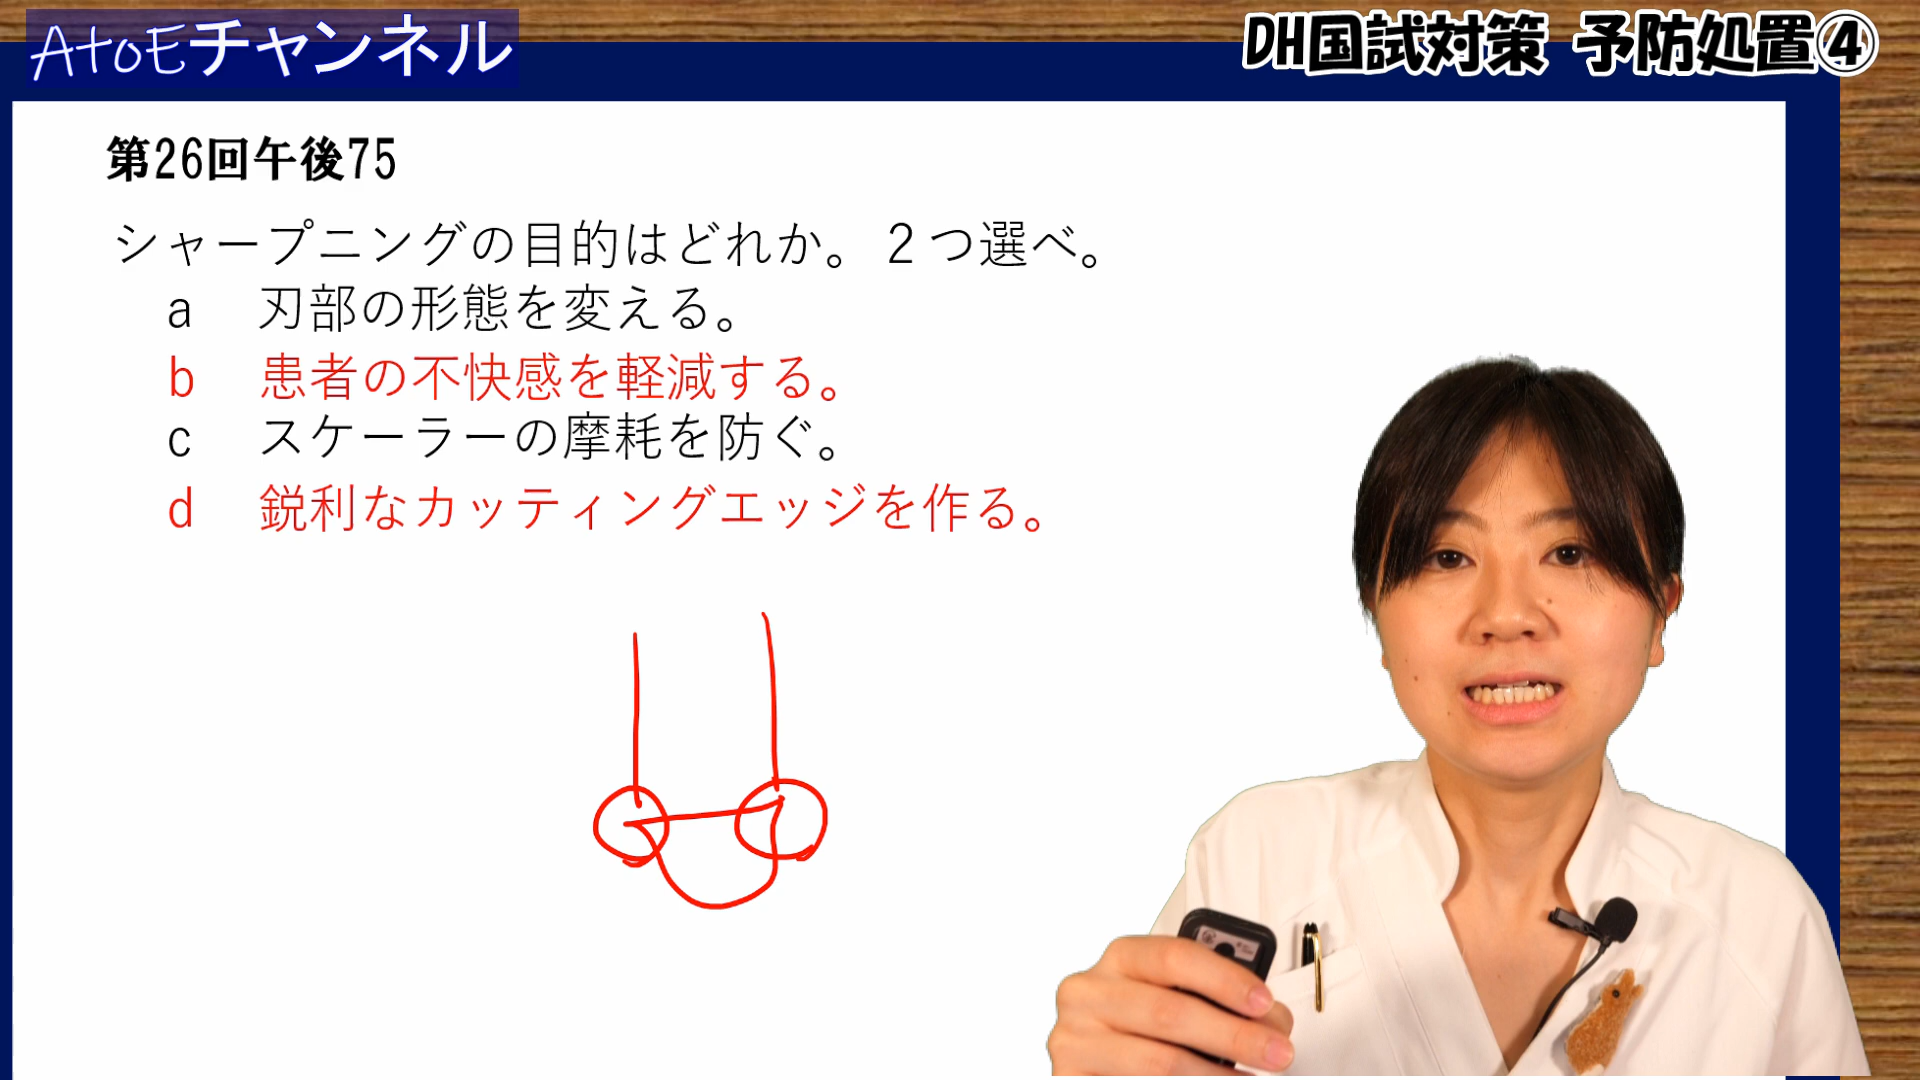 AtoEチャンネル
DH国試対策 予防処置④
第26回午後75
シャープニングの目的はどれか。２つ選べ。
a 刃部の形態を変える。
b 患者の不快感を軽減する。
c スケーラーの摩耗を防ぐ。
d 鋭利なカッティングエッジを作る。